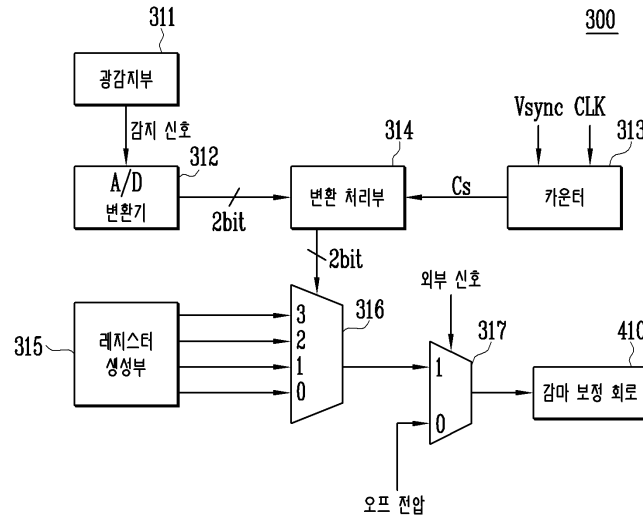 300
311
광감지부
감지 신호
312
A/D
변환기
2bit
314
변환 처리부
Cs
Vsync CLK
313
카운터
2bit
315
레지스터
생성부
3
2
1
0
316
외부 신호
317
1
0
오프 전압
410
감마 보정 회로